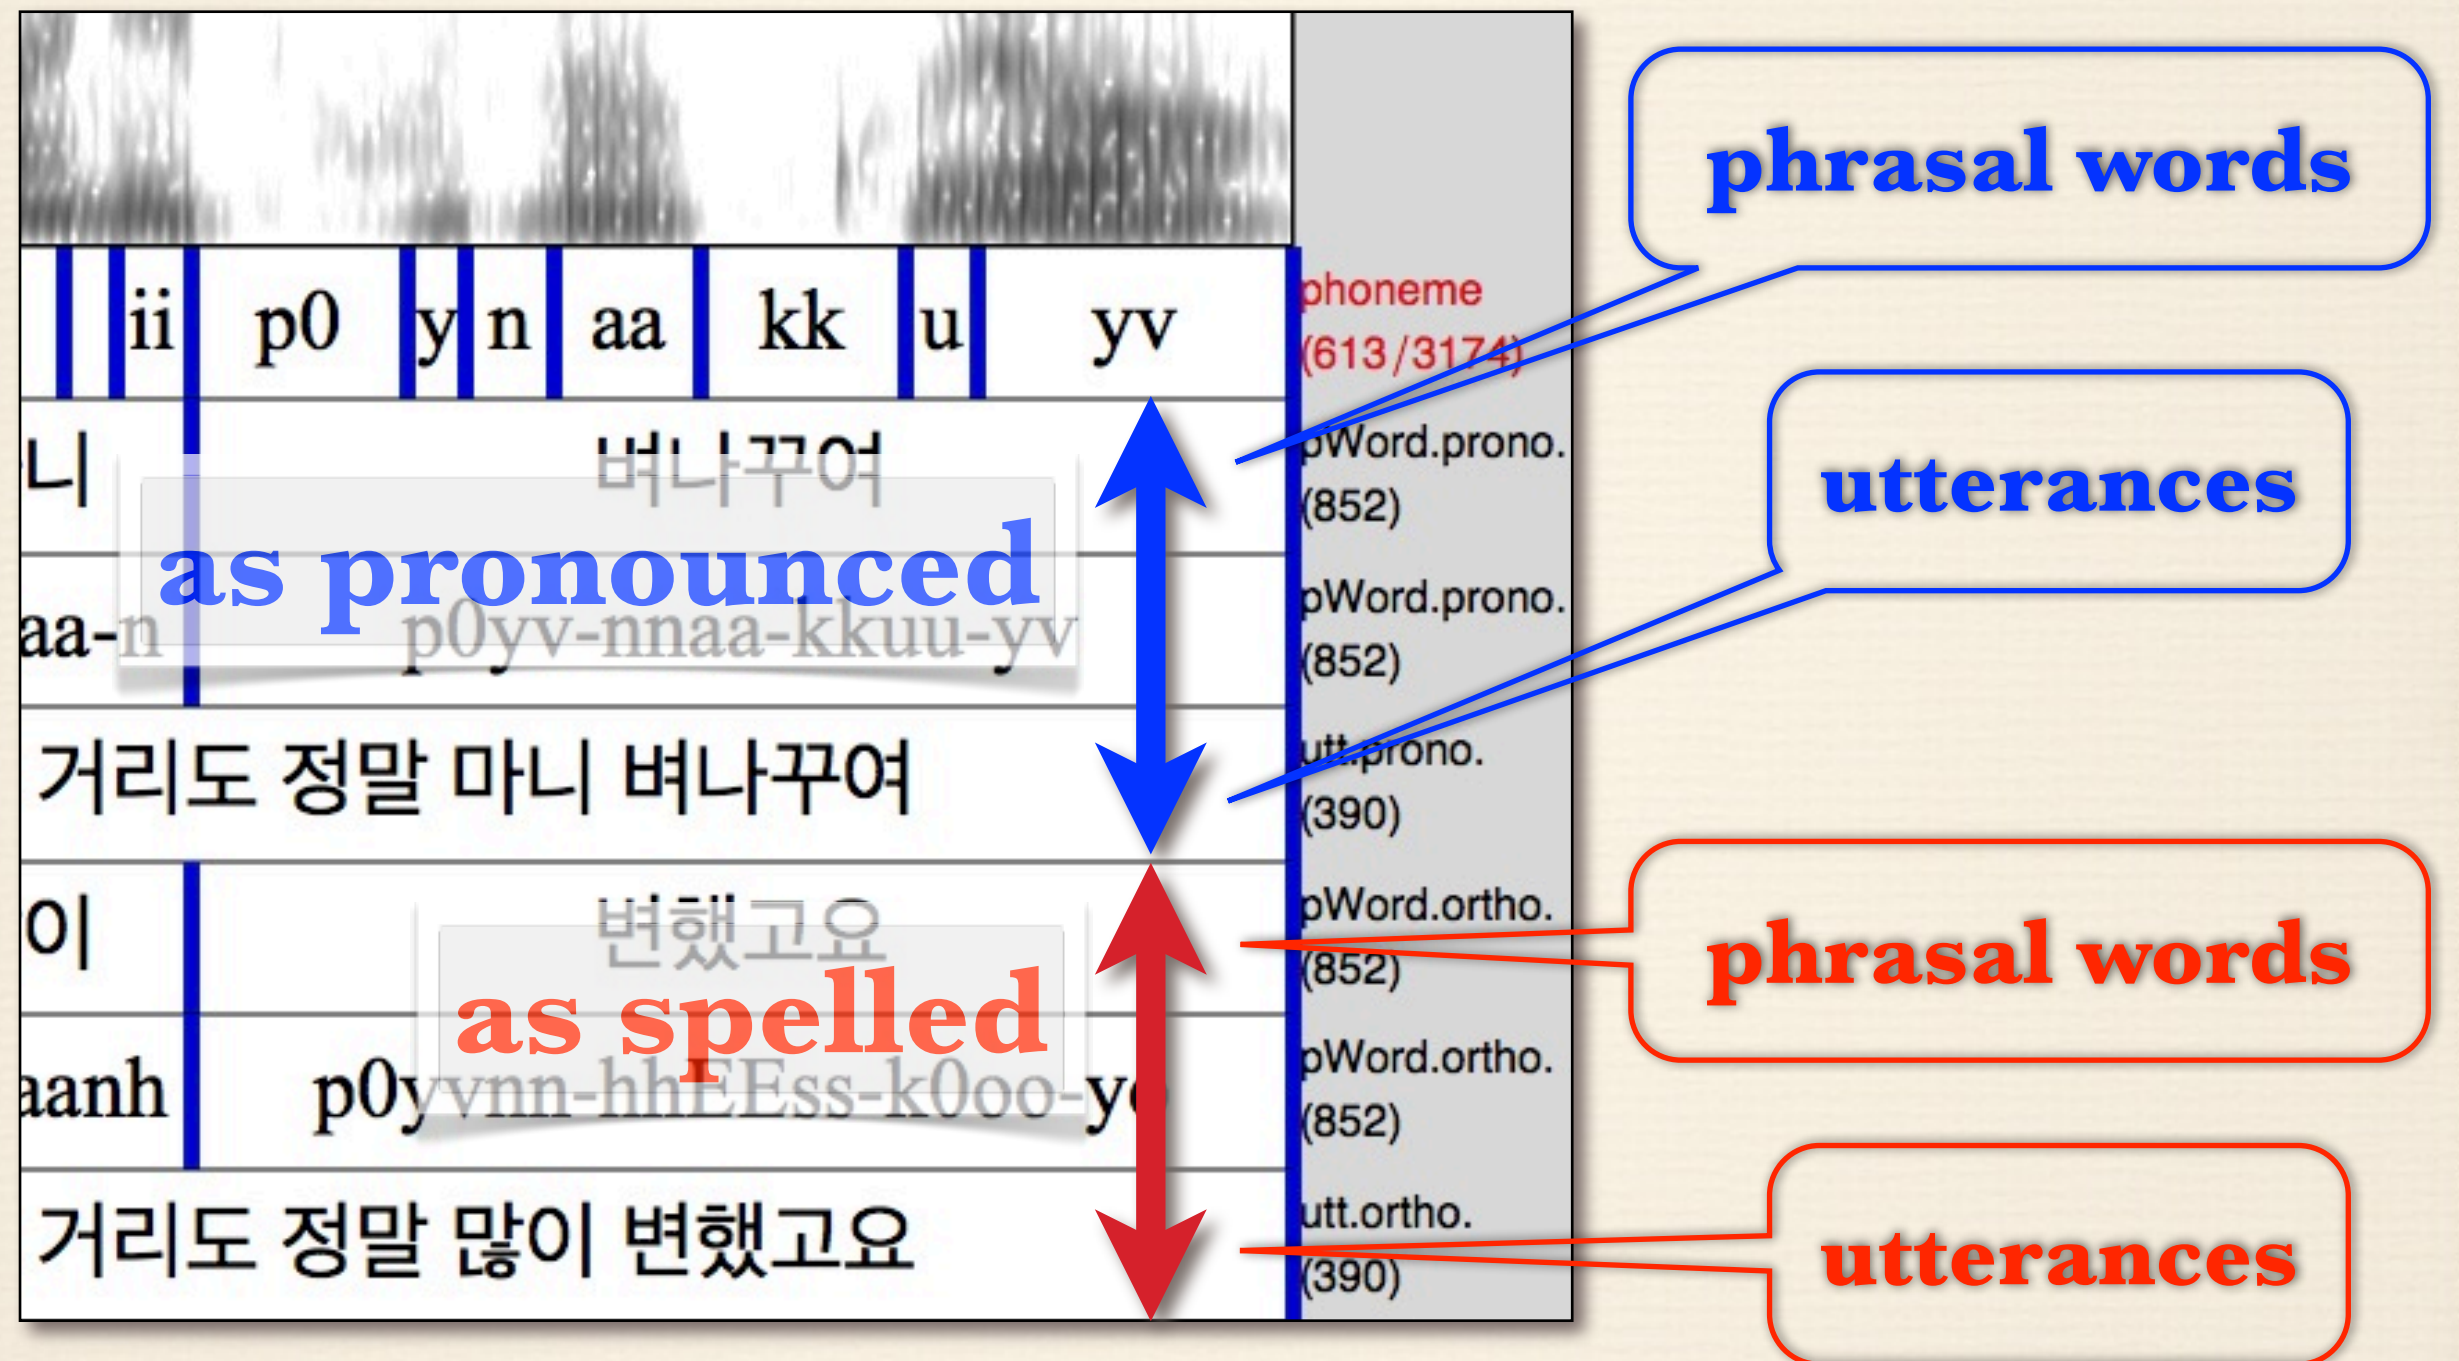 ii p0 y n aa kk u yv
phoneme
(613/3174)
phrasal words
니 벼나꾸여
pWord.prono.
(852)
utterances
as pronounced
aa-n p0yv-nnaa-kkuu-yv
pWord.prono.
(852)
거리도 정말 마니 벼나꾸여
utt.prono.
(390)
이 변했고요
pWord.ortho.
(852)
phrasal words
as spelled
aanh p0yvnn-hhEEss-k0oo-yo
pWord.ortho.
(852)
거리도 정말 많이 변했고요
utt.ortho.
(390)
utterances